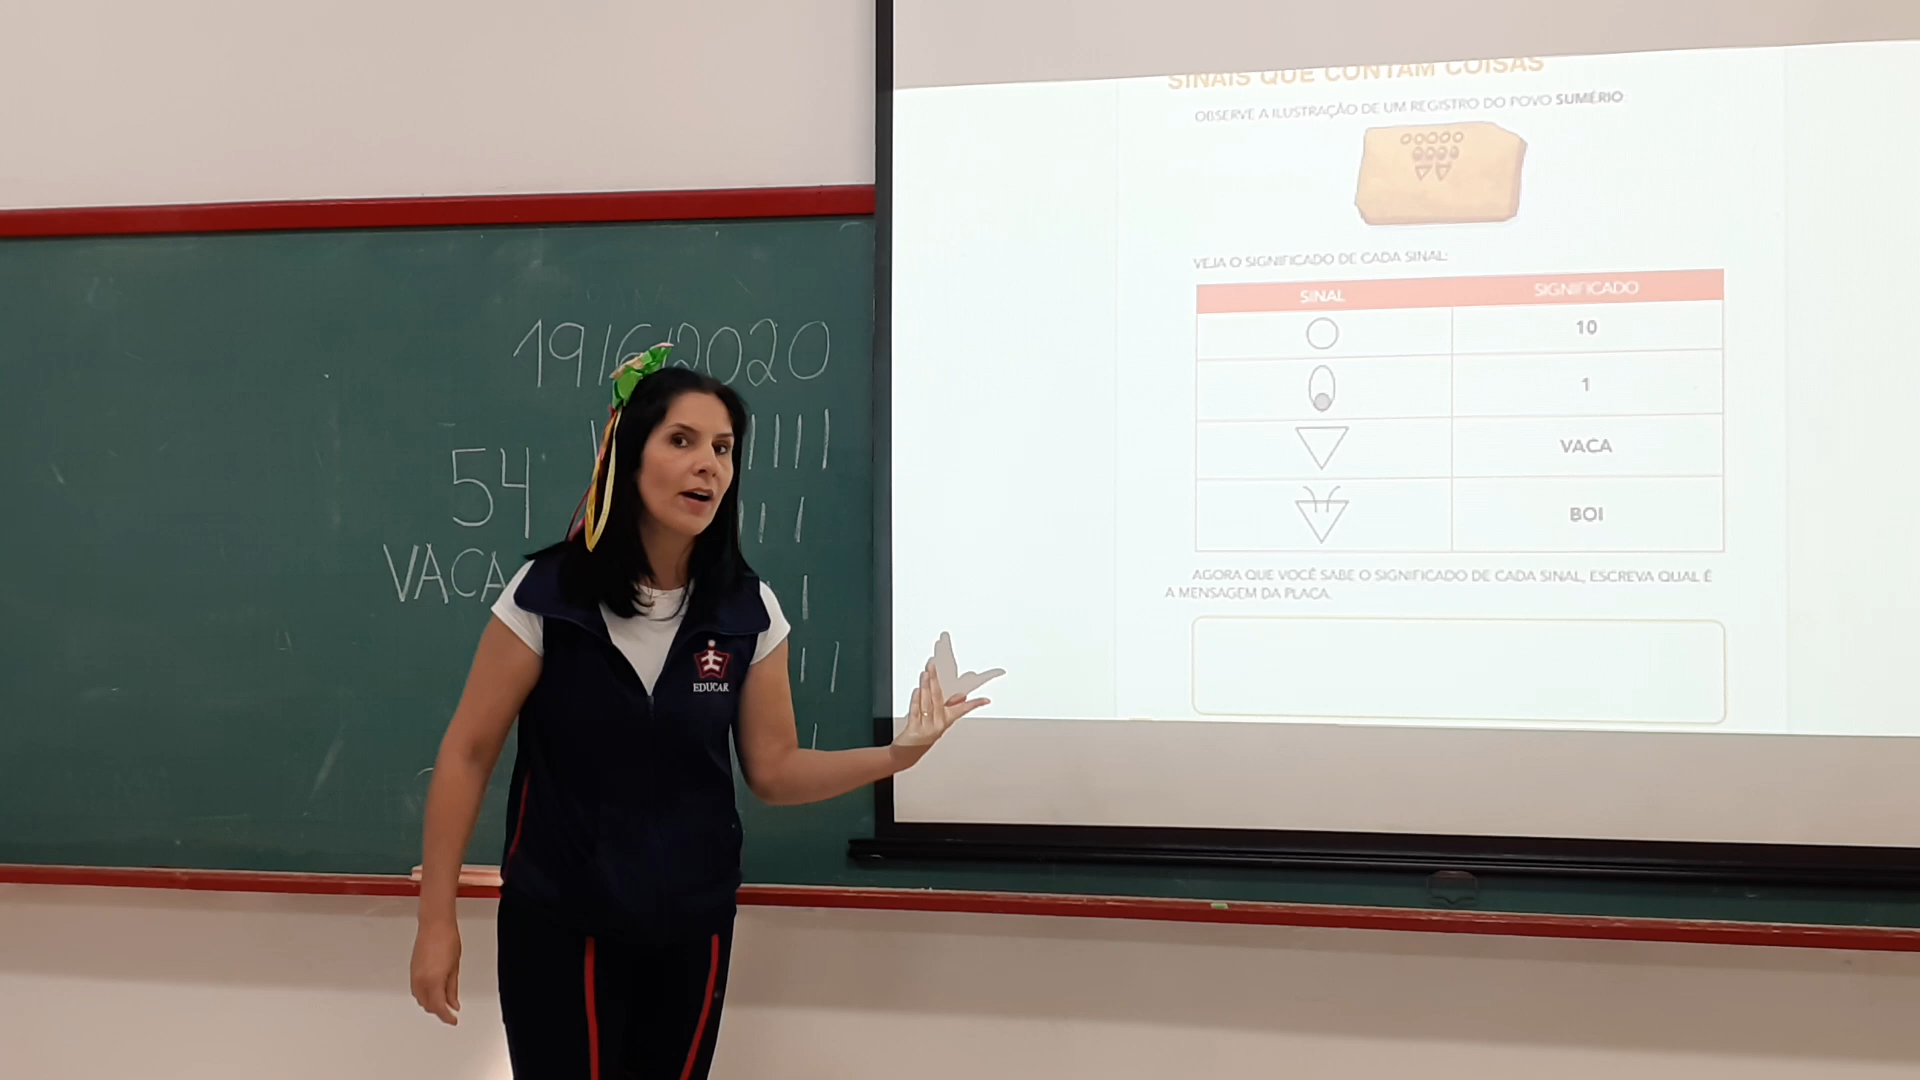 19/6/2020
54
VACA
EDUCAR
SINAIS QUE CONTAM COISAS
OBSERVE A ILUSTRAÇÃO DE UM REGISTRO DO POVO SUMÉRIO:
VEJA O SIGNIFICADO DE CADA SINAL:
SINAL SIGNIFICADO
10
1
VACA
BOI
AGORA QUE VOCÊ SABE O SIGNIFICADO DE CADA SINAL, ESCREVA QUAL É
A MENSAGEM DA PLACA.